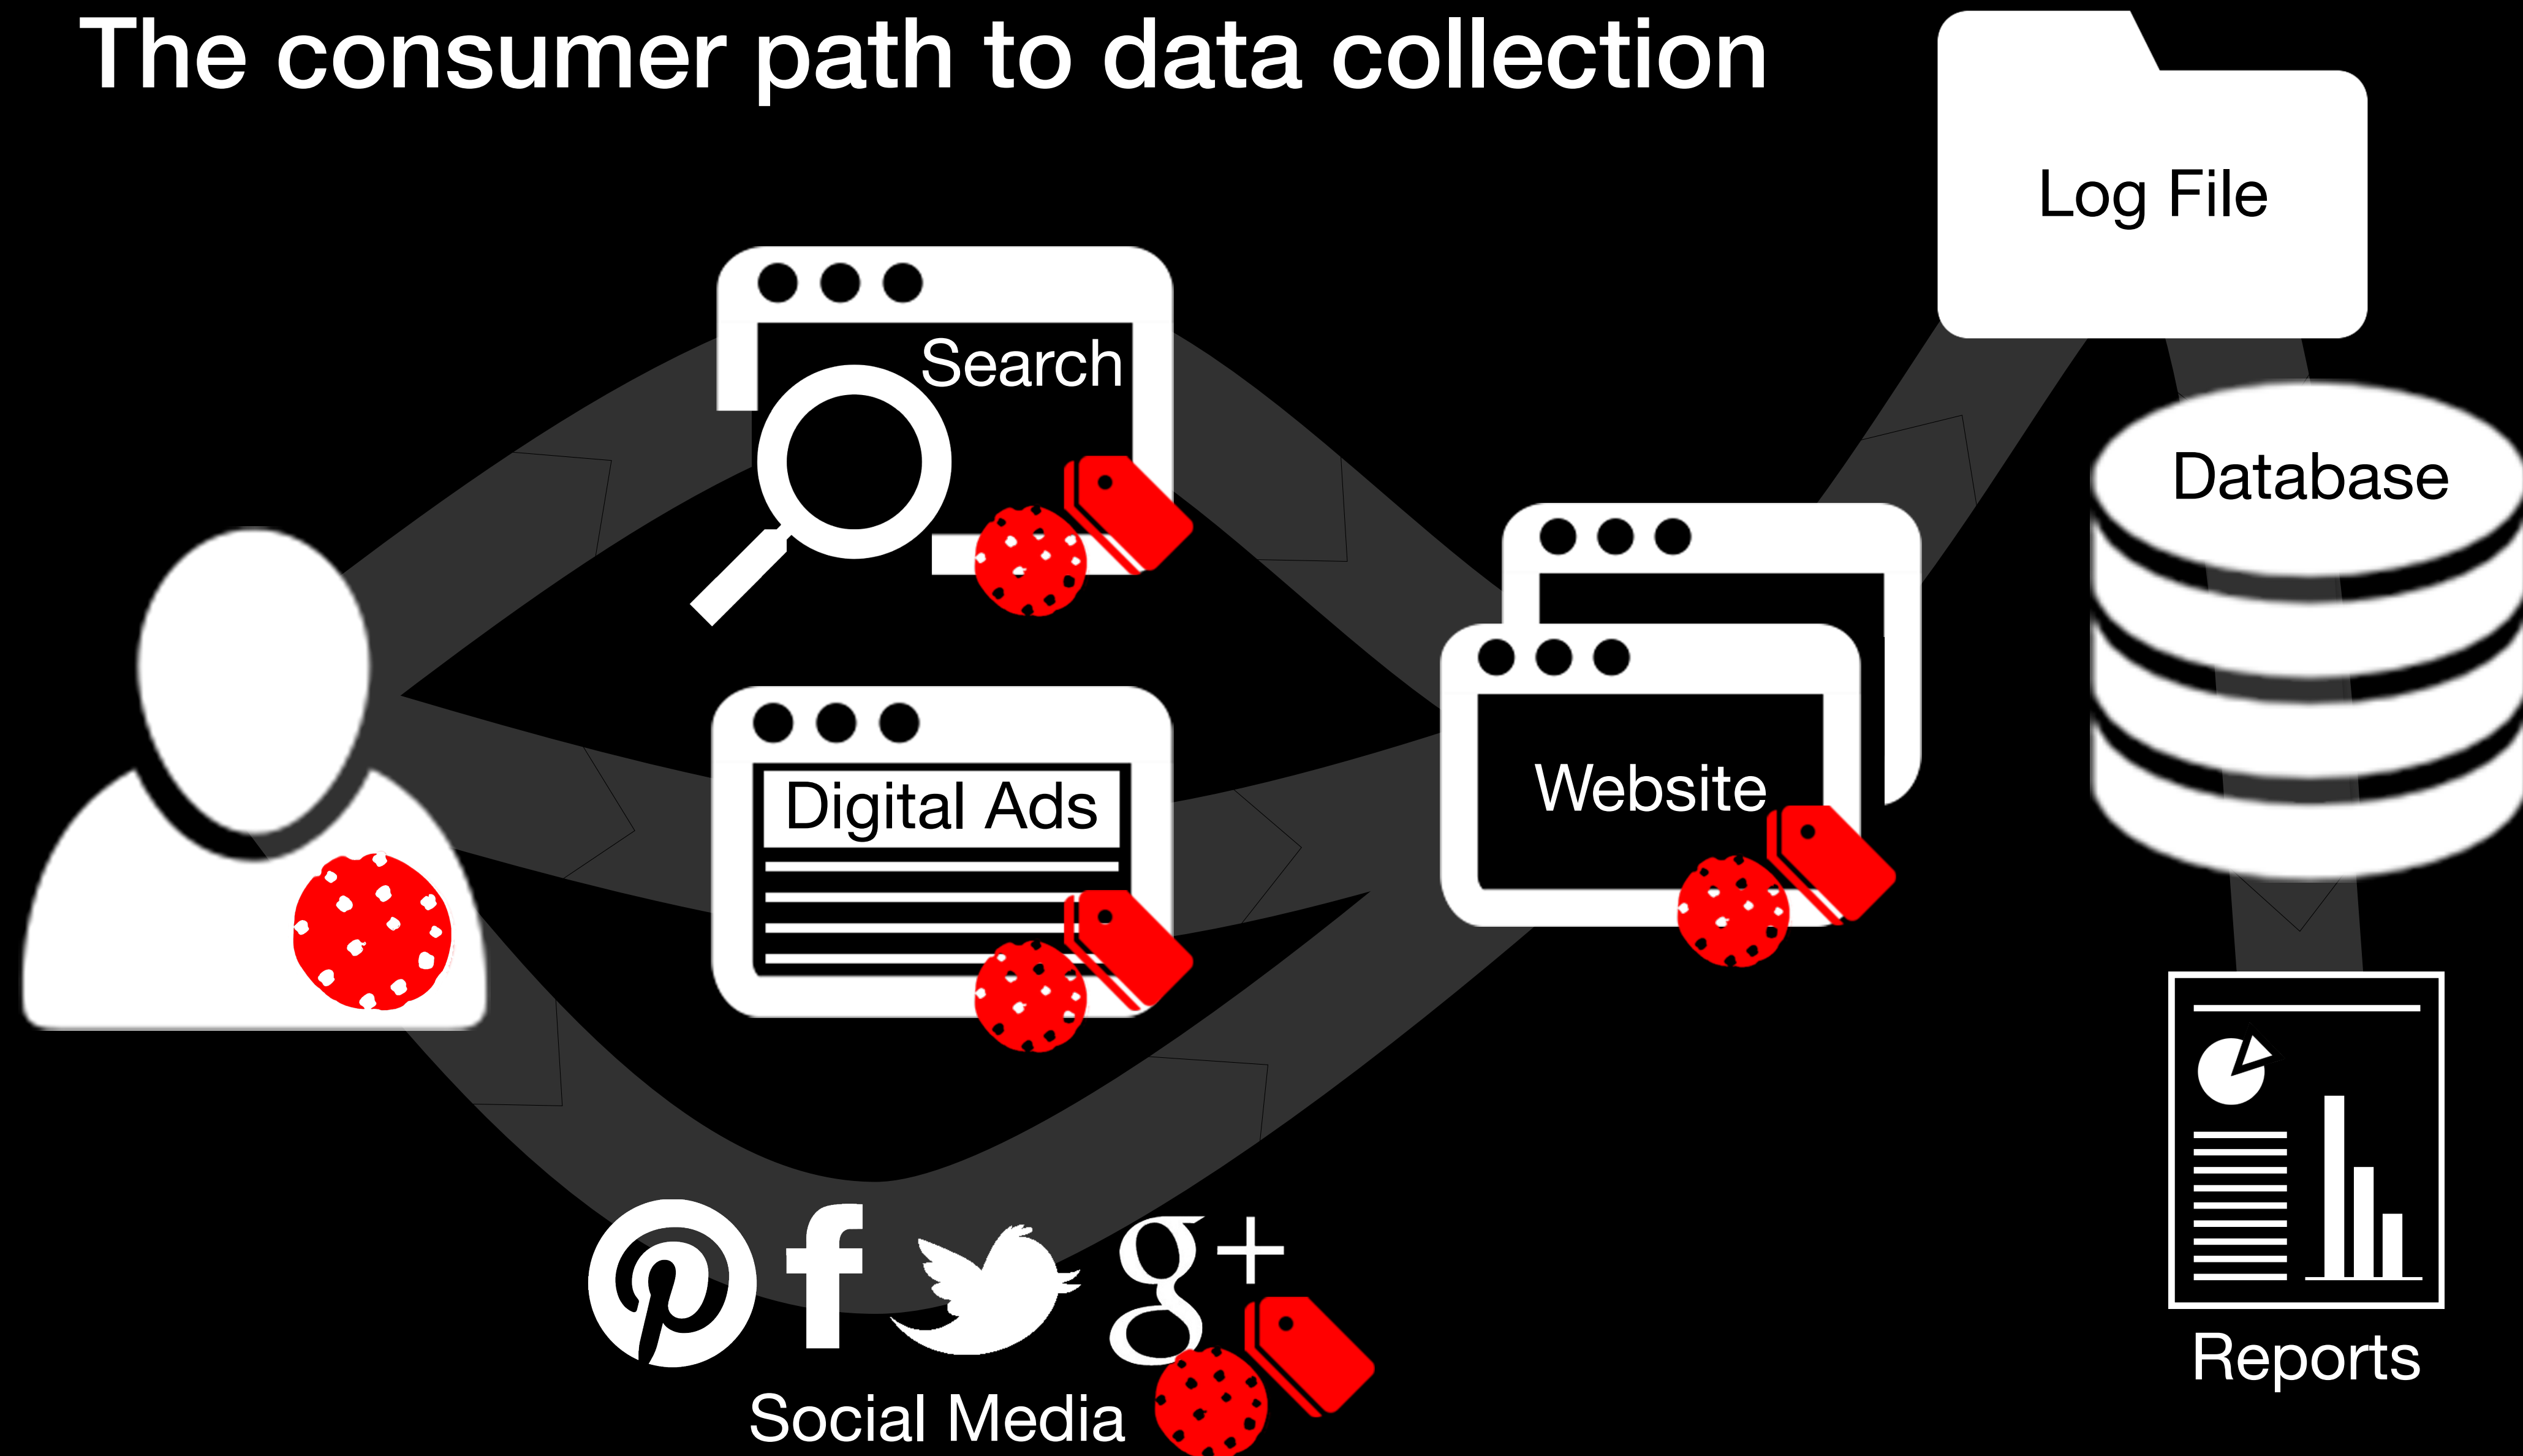 The consumer path to data collection
Log File
Search
Database
Digital Ads
Website
g+
Reports
Social Media